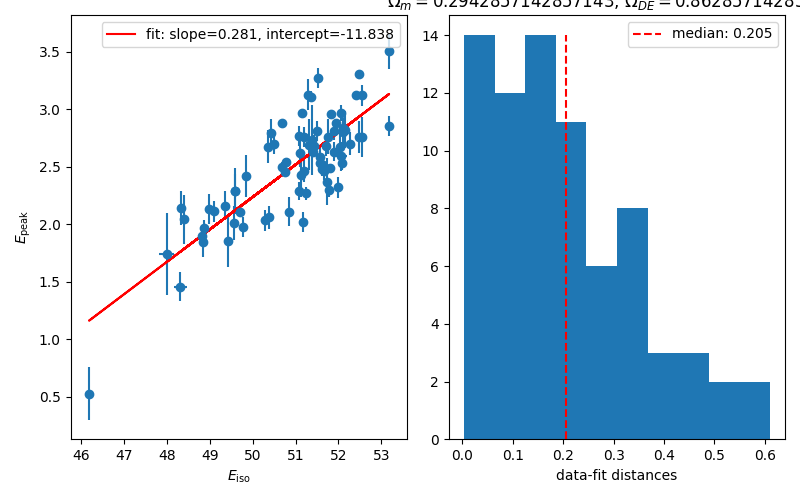 Ω_m = 0.2942857142857143, Ω_DE = 0.86285714285
fit: slope=0.281, intercept=-11.838
median: 0.205
3.5
3.0
2.5
2.0
1.5
1.0
0.5
E_peak
46 47 48 49 50 51 52 53
E_iso
14
12
10
8
6
4
2
0
0.0 0.1 0.2 0.3 0.4 0.5 0.6
data-fit distances